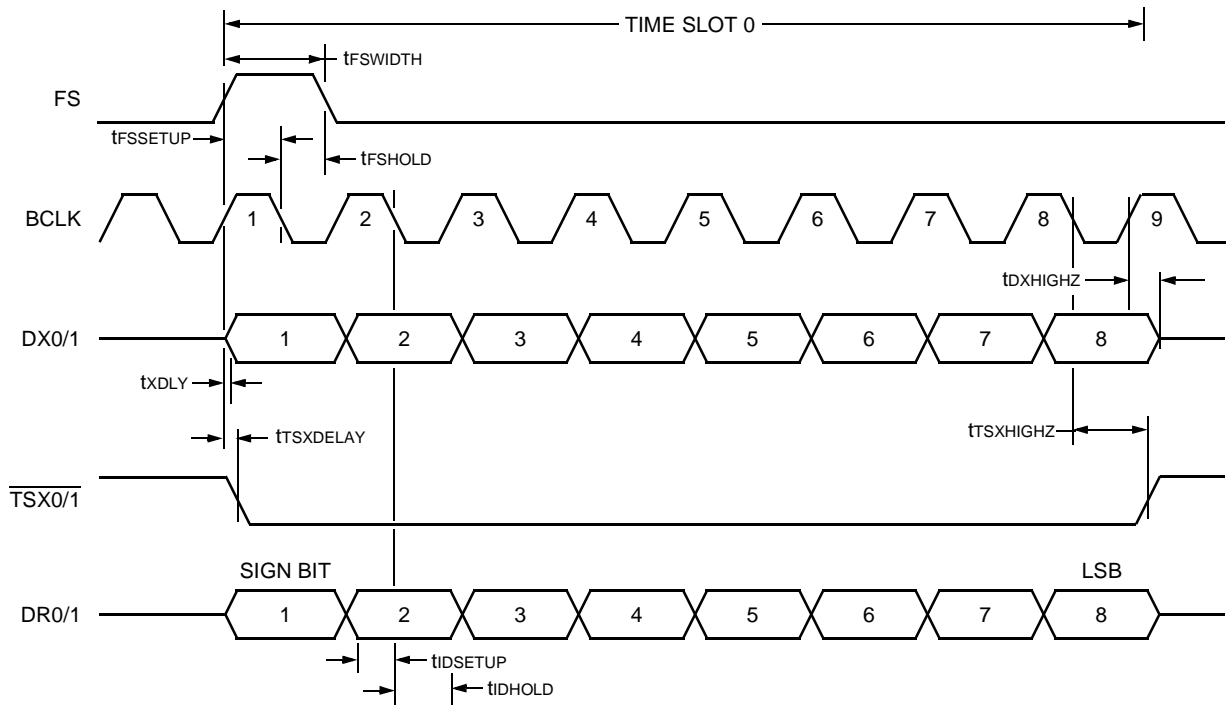 TIME SLOT 0
tFSWIDTH
FS
tFSSETUP
tFSHOLD
BCLK
1 2 3 4 5 6 7 8 9
tDXHIGHZ
DX0/1
1 2 3 4 5 6 7 8
tXDLY
tTSXDELAY
tTSXHIGHZ
TSX0/1
SIGN BIT LSB
DR0/1
1 2 3 4 5 6 7 8
tIDSETUP
tIDHOLD